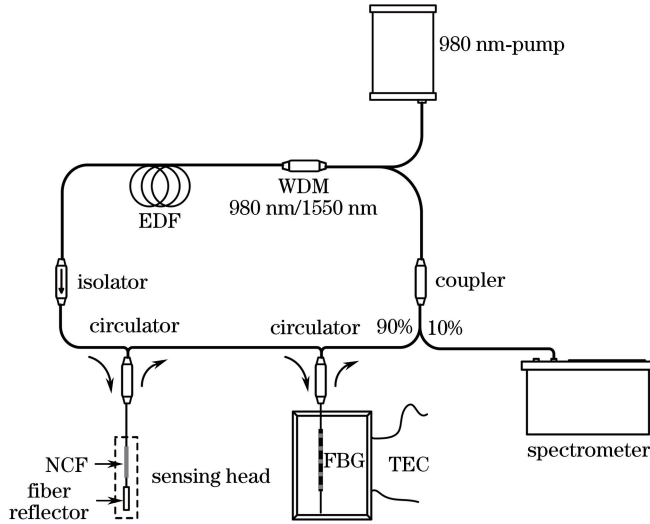 980 nm-pump
WDM
980 nm/1550 nm
EDF
isolator
coupler
circulator
circulator
90%
10%
NCF
fiber
reflector
sensing head
FBG
TEC
spectrometer